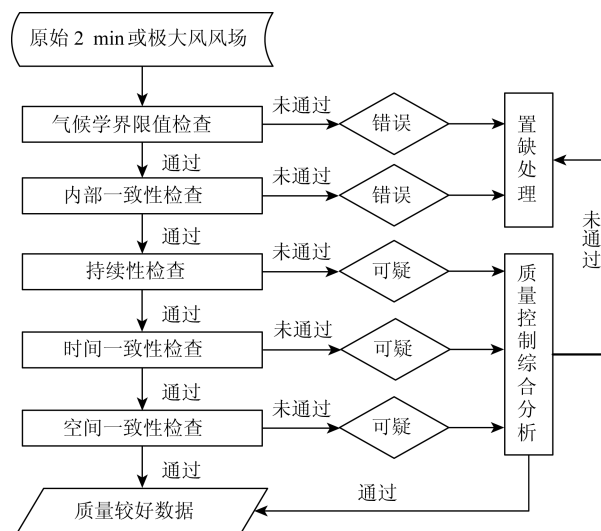 原始2 min或极大风风场
气候学界限值检查
未通过
错误
置缺处理
通过
内部一致性检查
未通过
错误
未通过
通过
持续性检查
未通过
可疑
质量控制综合分析
通过
时间一致性检查
未通过
可疑
通过
空间一致性检查
未通过
可疑
通过
通过
质量较好数据